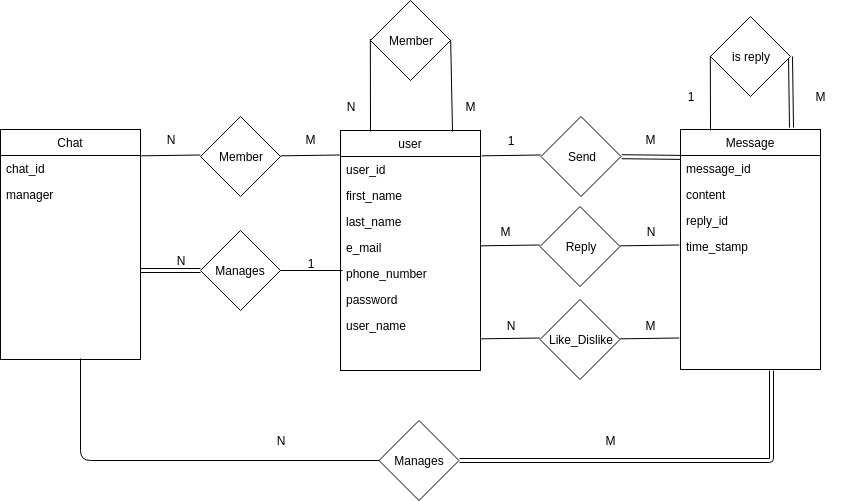 Member
is reply
N
M
1
M
Chat
N
Member
M
user
1
Send
M
Message
chat_id
manager
user_id
first_name
last_name
e_mail
phone_number
password
user_name
message_id
content
reply_id
time_stamp
M
Reply
N
N
Manages
1
N
Like_Dislike
M
N
Manages
M